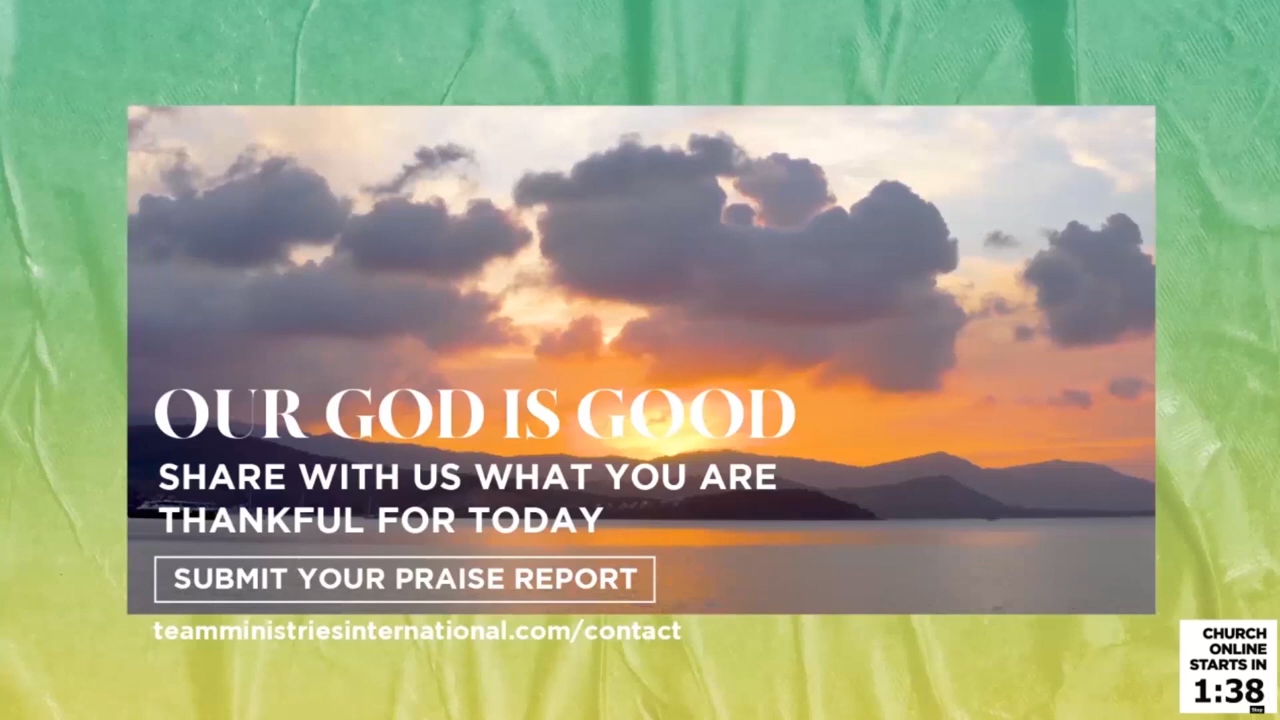 OUR GOD IS GOOD
SHARE WITH US WHAT YOU ARE
THANKFUL FOR TODAY
SUBMIT YOUR PRAISE REPORT
teamministriesinternational.com/contact
CHURCH
ONLINE
STARTS IN
1:38
Stop